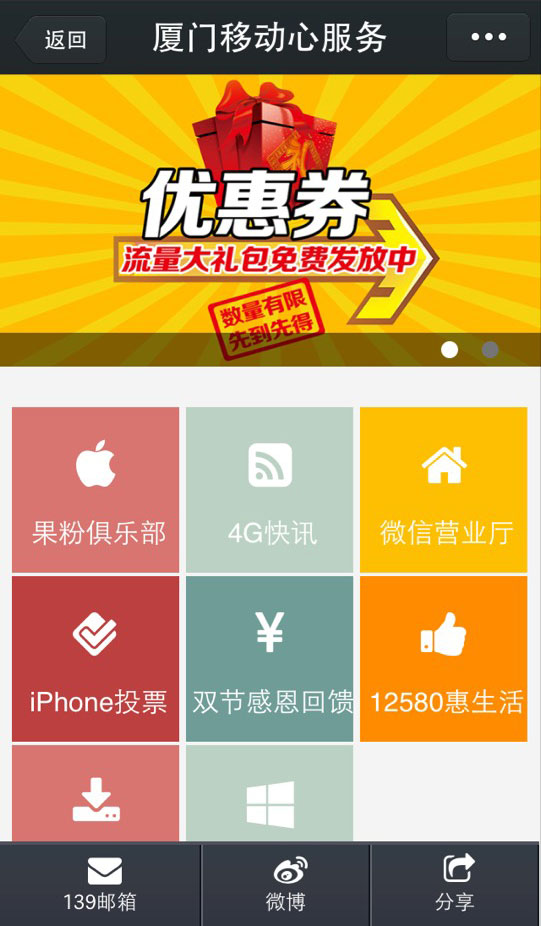 返回
厦门移动心服务
优惠券
流量大礼包免费发放中
数量有限
先到先得
果粉俱乐部
4G快讯
微信营业厅
iPhone投票
¥
双节感恩回馈
12580惠生活
139邮箱
微博
分享